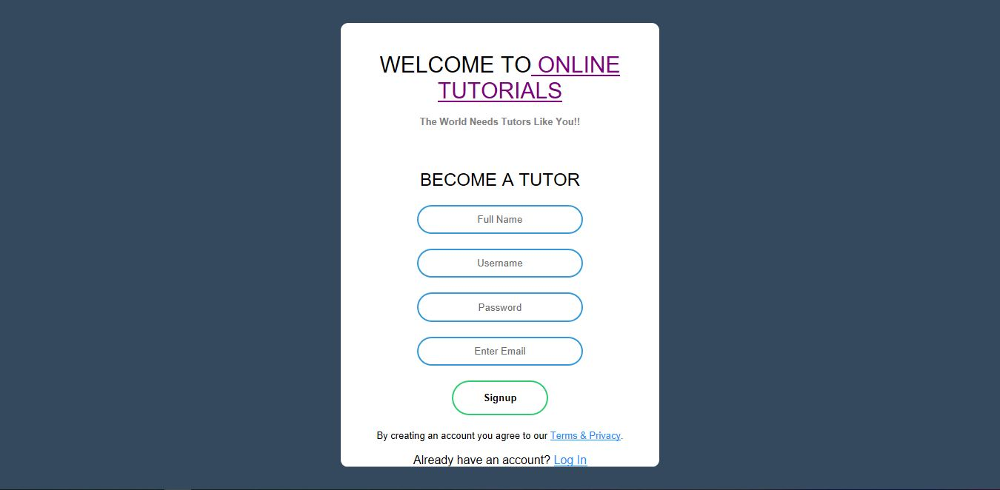 WELCOME TO ONLINE
TUTORIALS
The World Needs Tutors Like You!!
BECOME A TUTOR
Full Name
Username
Password
Enter Email
Signup
By creating an account you agree to our Terms & Privacy.
Already have an account? Log In